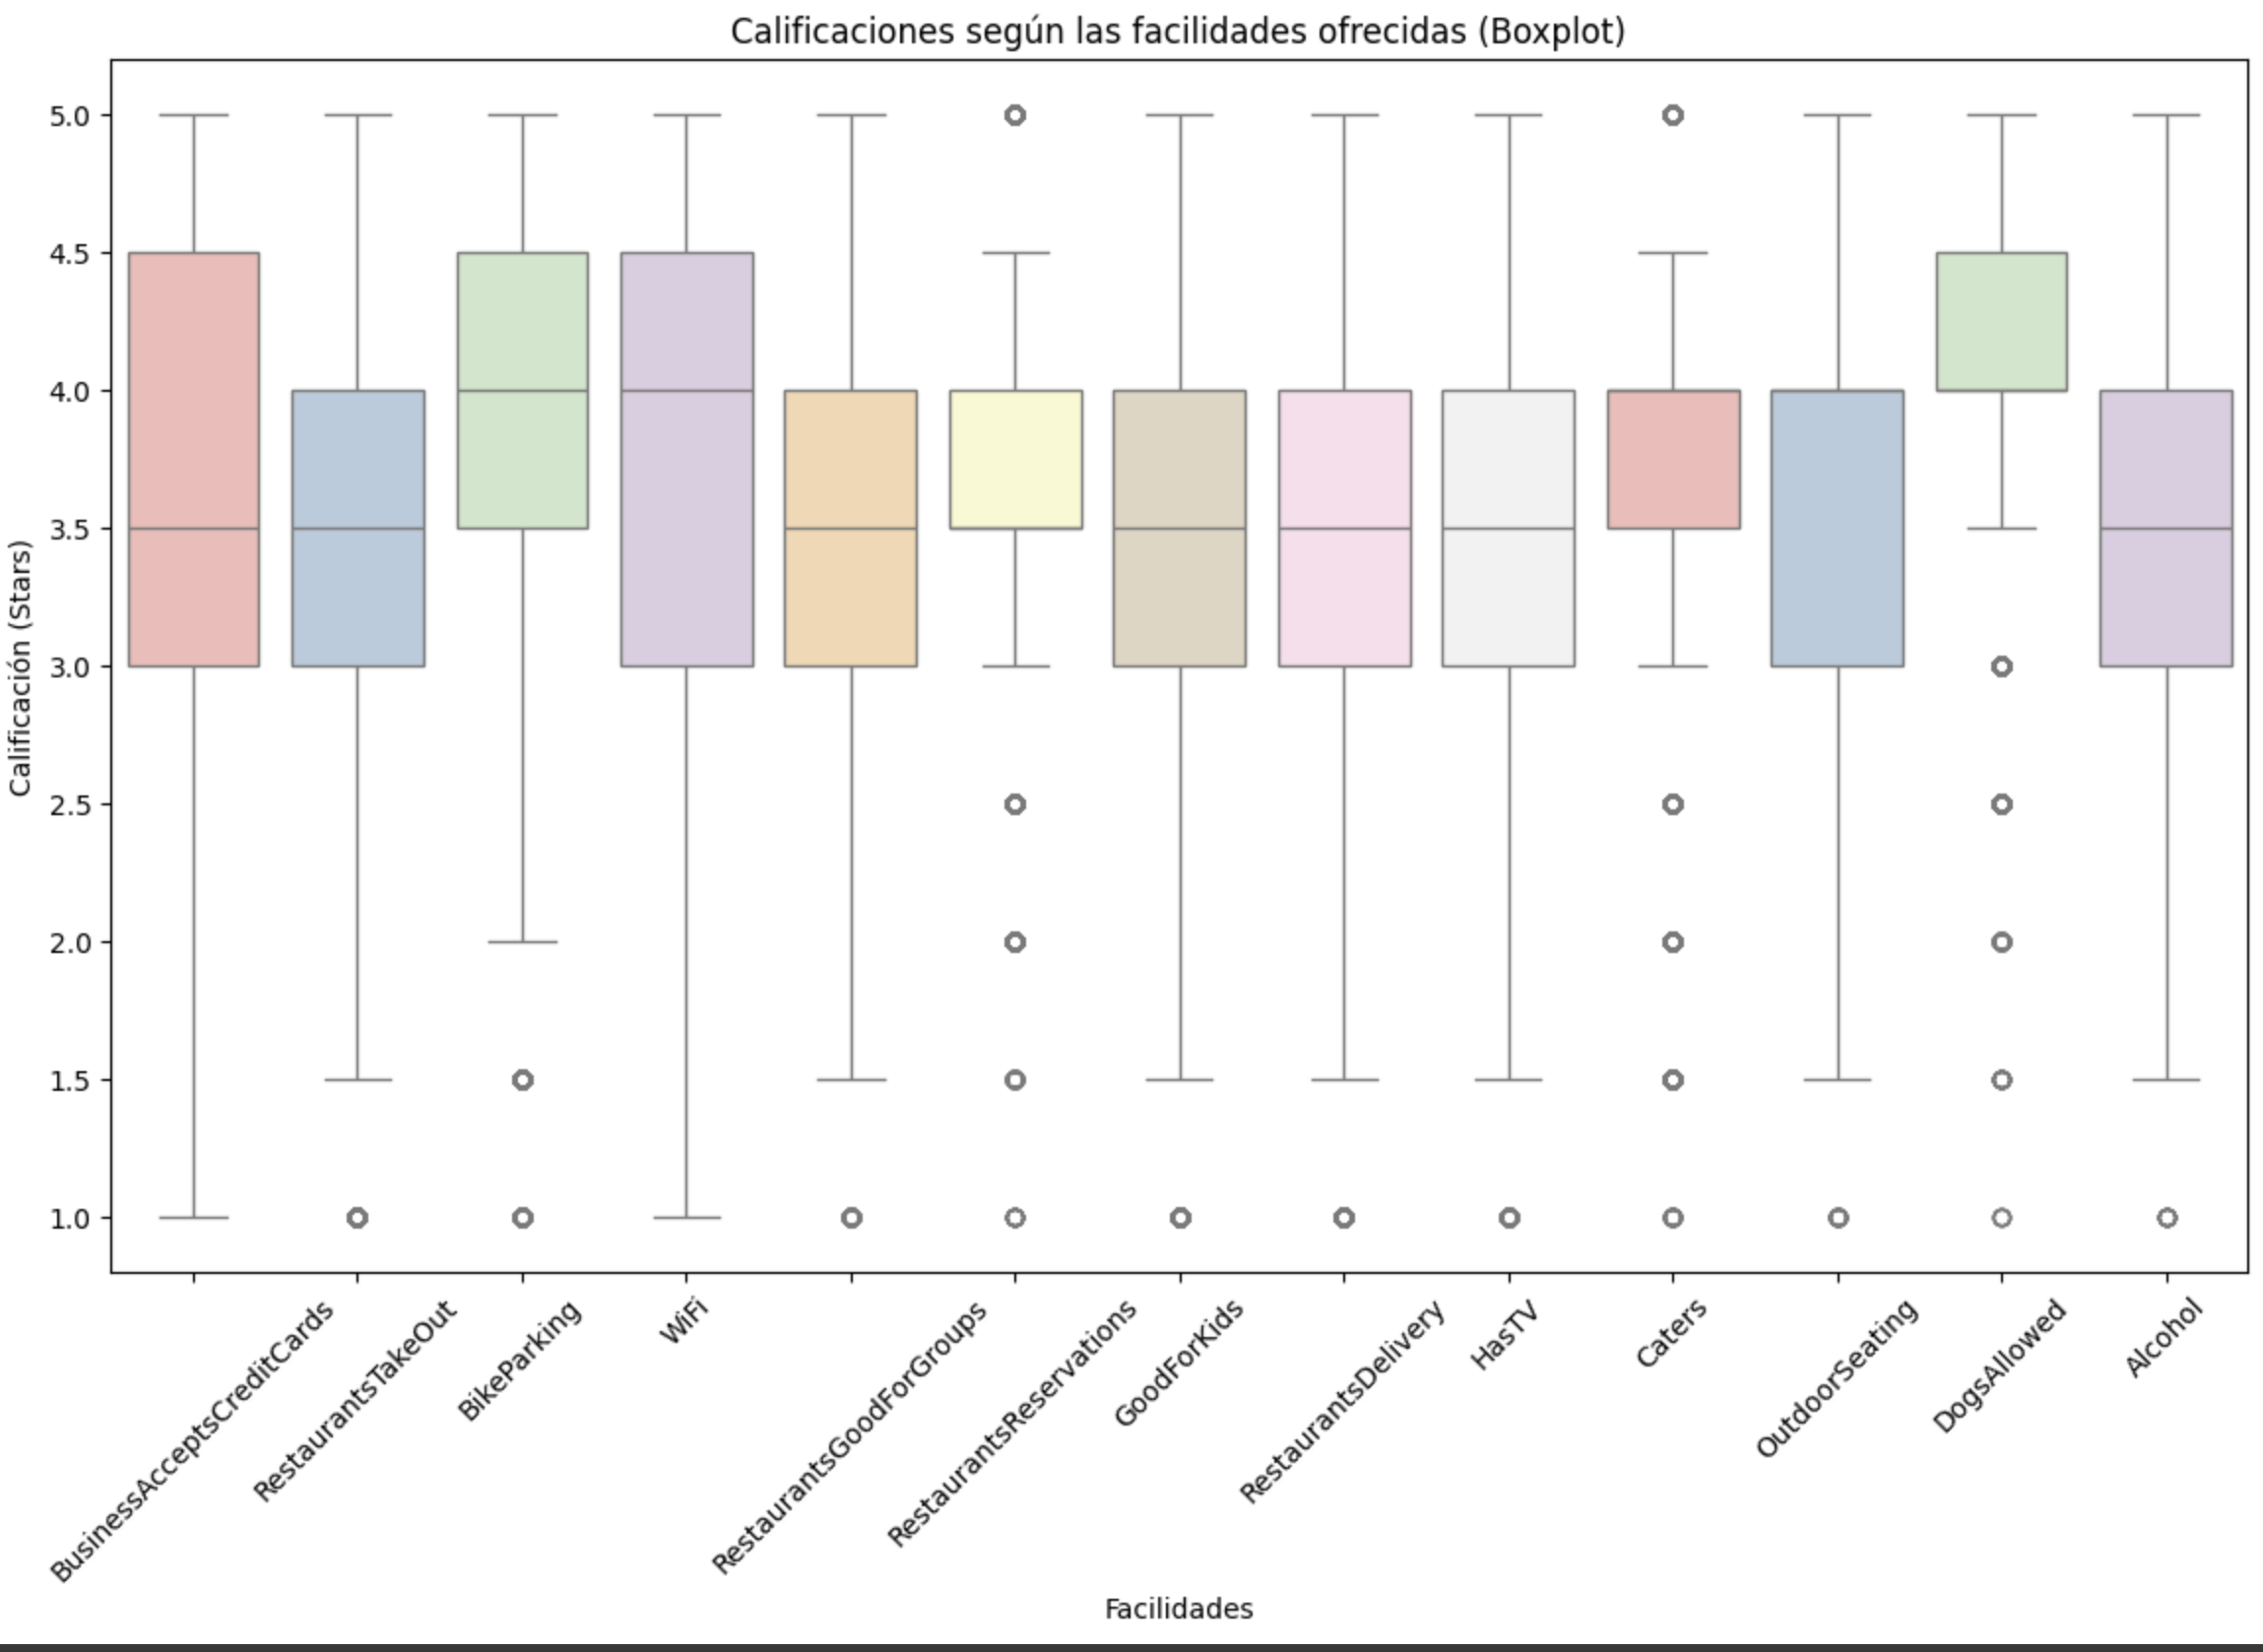 Calificaciones según las facilidades ofrecidas (Boxplot)
Calificación (Stars)
5.0
4.5
4.0
3.5
3.0
2.5
2.0
1.5
1.0
BusinessAcceptsCreditCards
RestaurantsTakeOut
BikeParking
WiFi
RestaurantsGoodForGroups
RestaurantsReservations
GoodForKids
RestaurantsDelivery
HasTV
Caters
OutdoorSeating
DogsAllowed
Alcohol
Facilidades